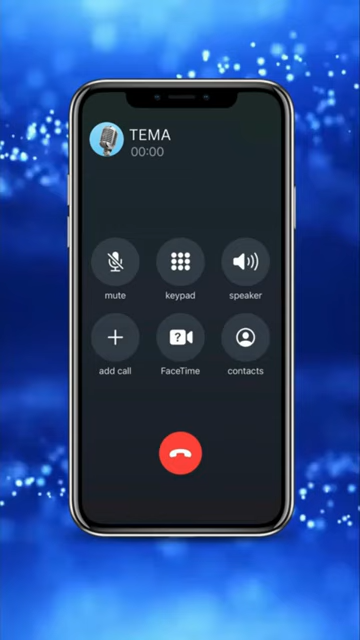 TEMA
00:00
mute
keypad
speaker
add call
FaceTime
contacts